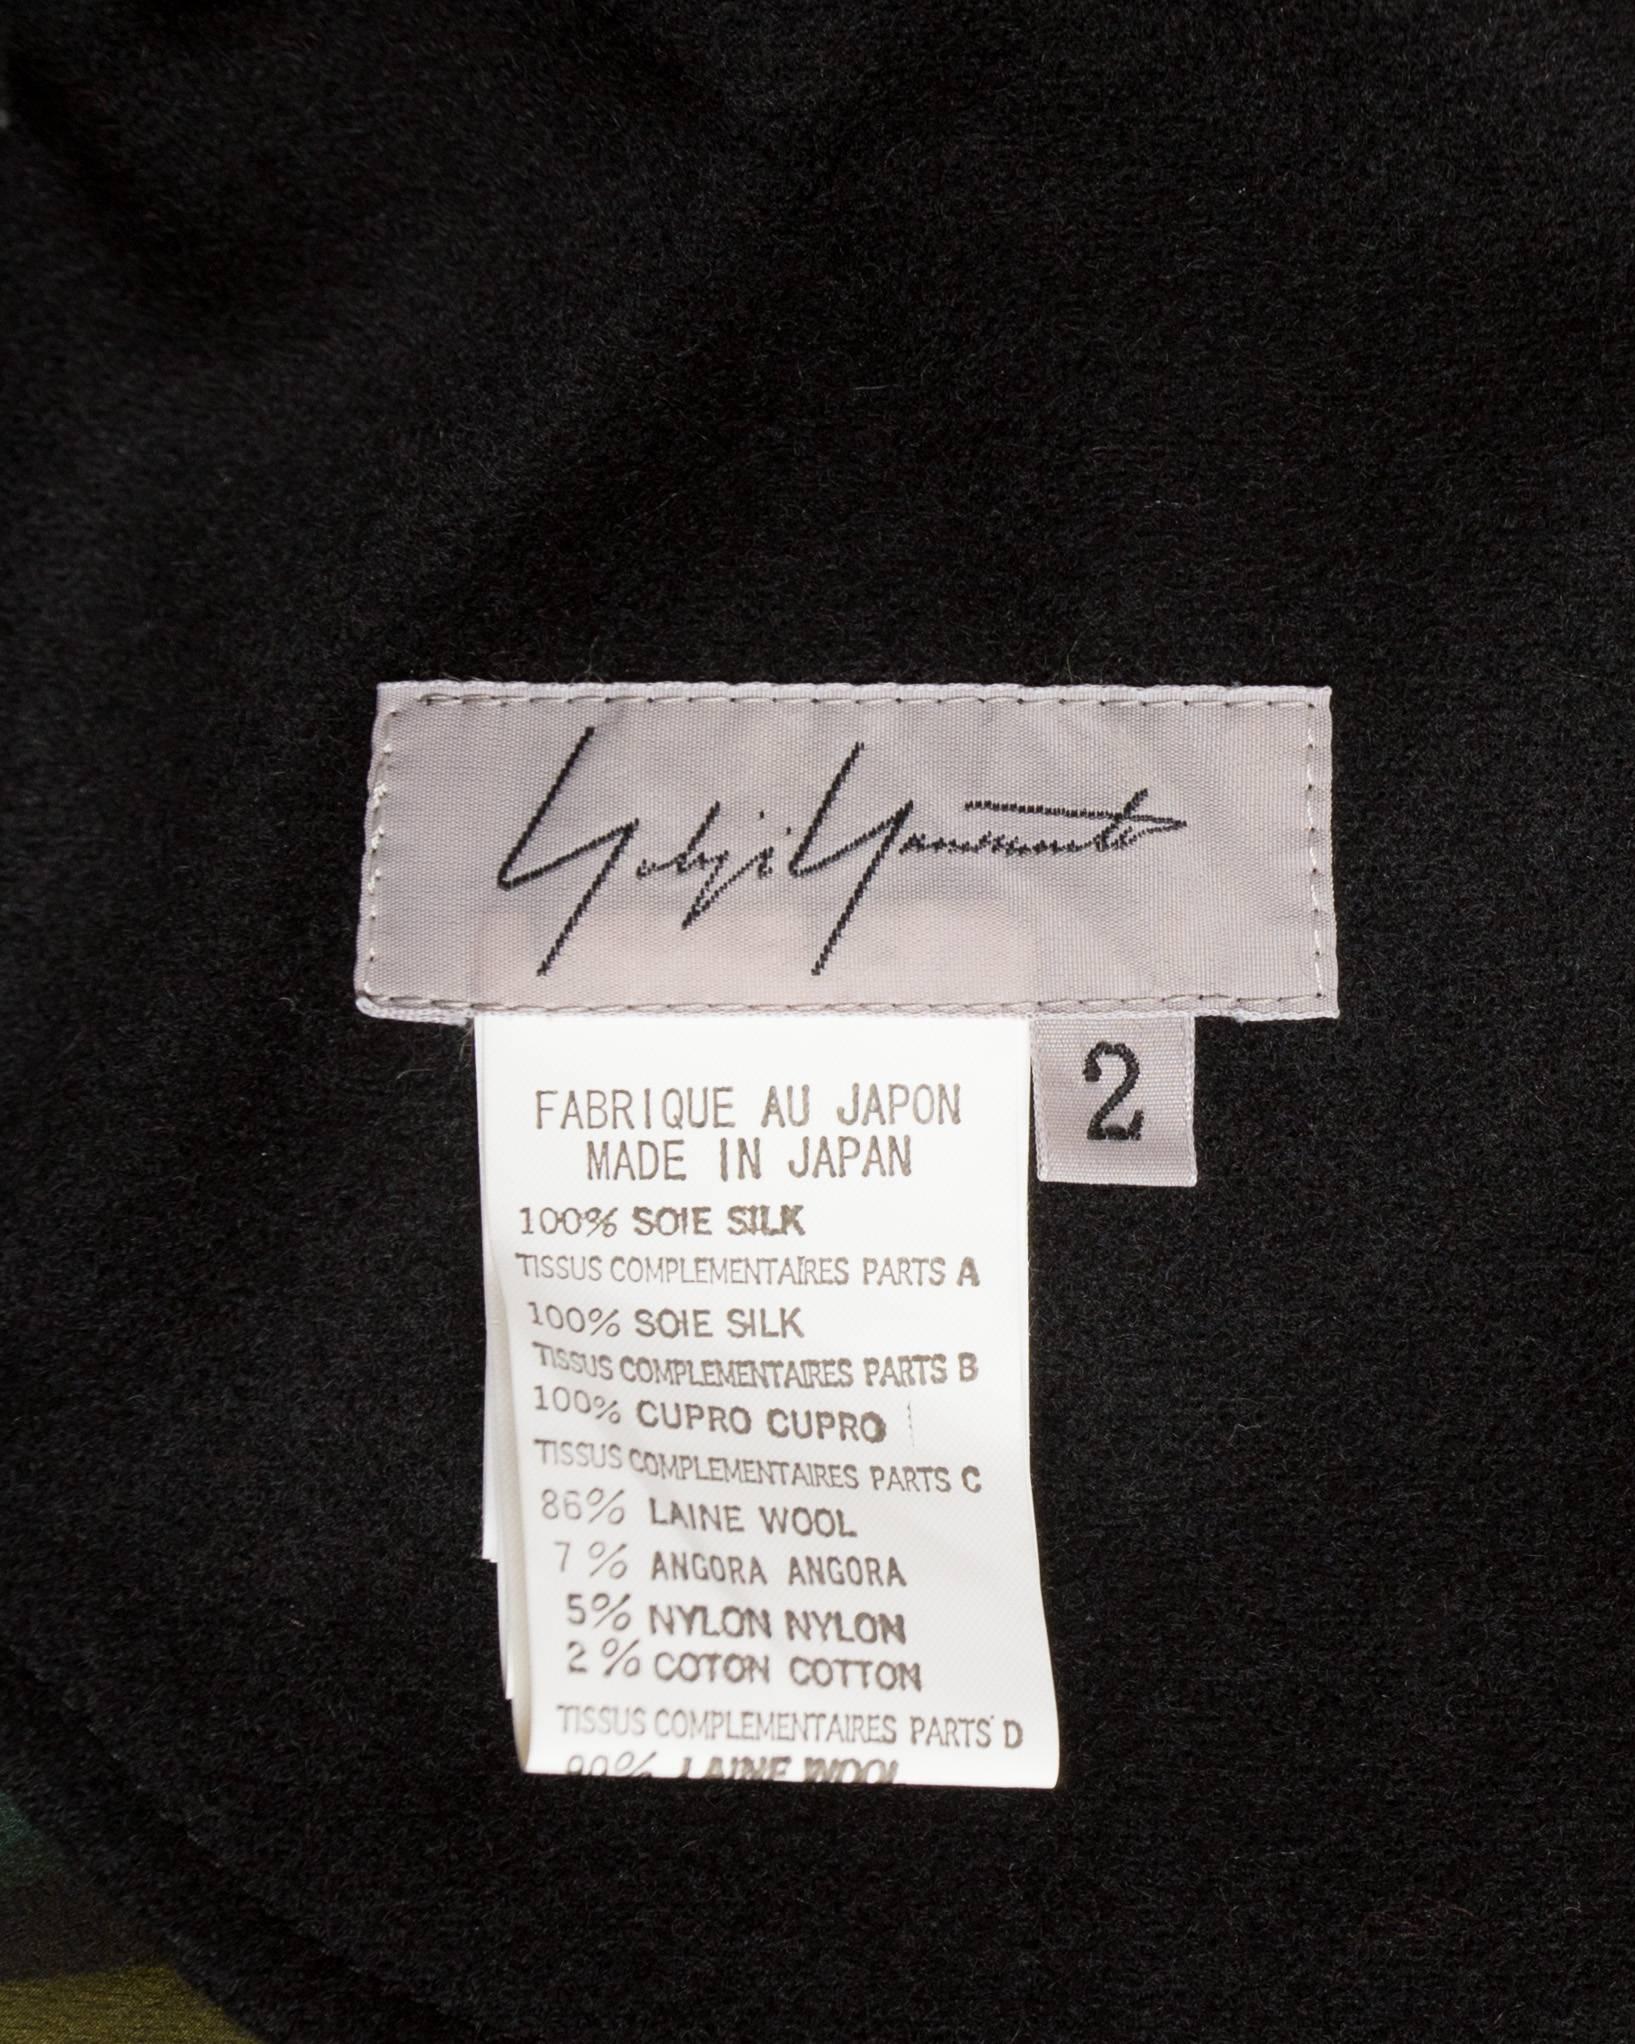 Yohji Yamamoto
2
FABRIQUE AU JAPON
MADE IN JAPAN
100% SOIE SILK
TISSUS COMPLEMENTAIRES PARTS A
100% SOIE SILK
TISSUS COMPLEMENTAIRES PARTS B
100% CUPRO CUPRO
TISSUS COMPLEMENTAIRES PARTS C
86% LAINE WOOL
7% ANGORA ANGORA
5% NYLON NYLON
2% COTON COTTON
TISSUS COMPLEMENTAIRES PARTS D
LAINE WOOL